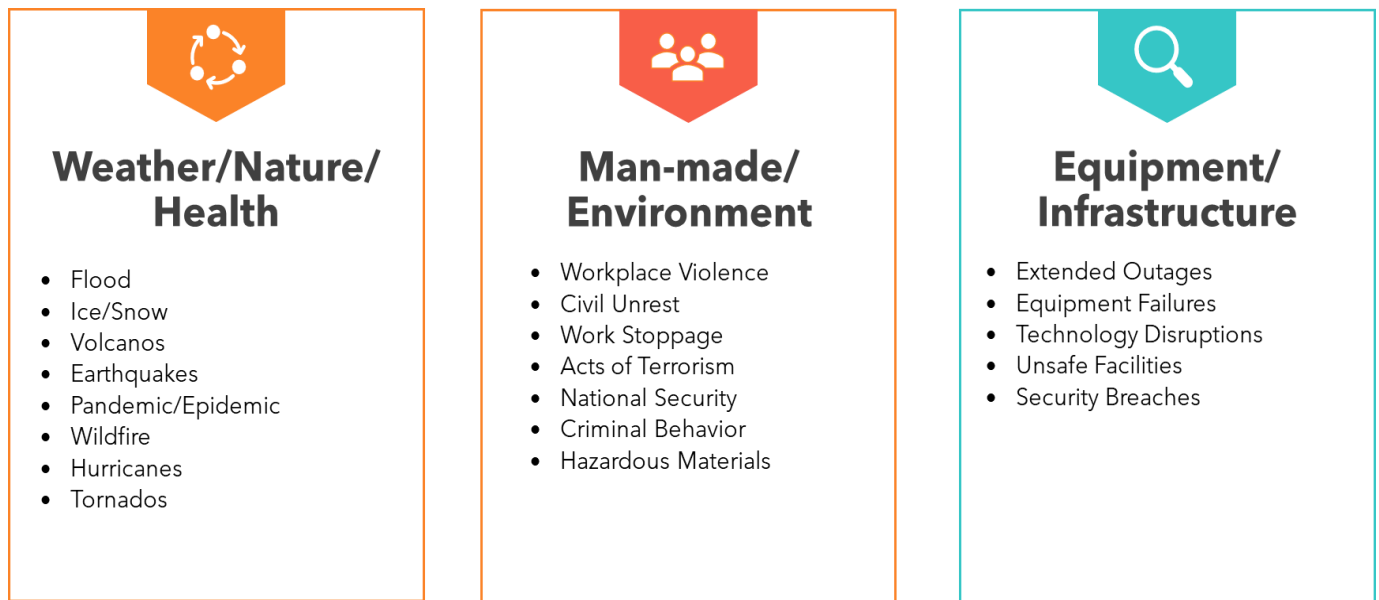 Weather/Nature/
Health
• Flood
• Ice/Snow
• Volcanos
• Earthquakes
• Pandemic/Epidemic
• Wildfire
• Hurricanes
• Tornados
Man-made/
Environment
• Workplace Violence
• Civil Unrest
• Work Stoppage
• Acts of Terrorism
• National Security
• Criminal Behavior
• Hazardous Materials
Equipment/
Infrastructure
• Extended Outages
• Equipment Failures
• Technology Disruptions
• Unsafe Facilities
• Security Breaches